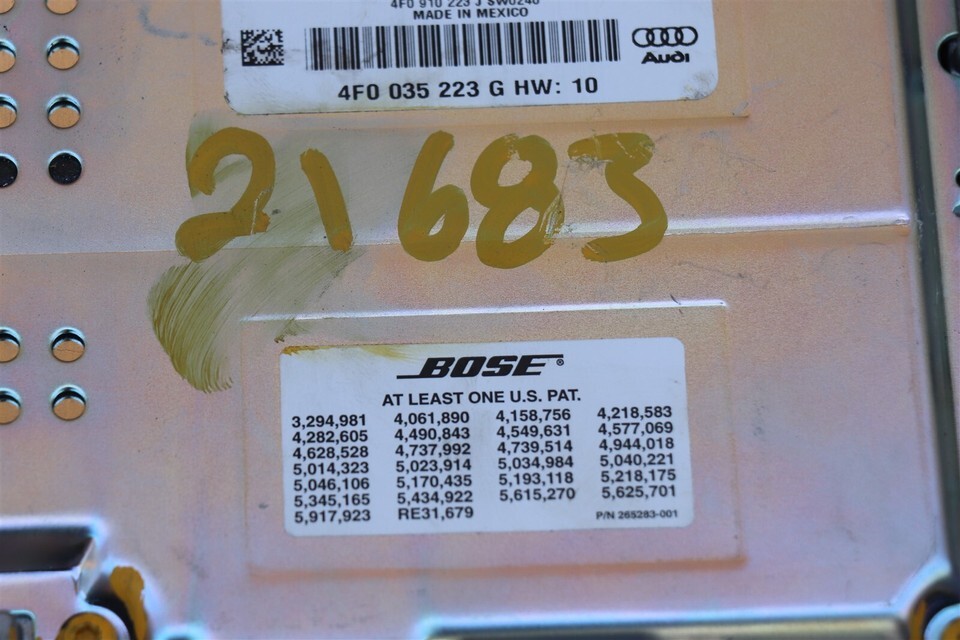 4F0 910 223 J SW0240
MADE IN MEXICO
Audi
4F0 035 223 G HW: 10
21683
BOSE®
AT LEAST ONE U.S. PAT.
3,294,981 4,061,890 4,158,756 4,218,583
4,282,605 4,490,843 4,549,631 4,577,069
4,628,528 4,737,992 4,739,514 4,944,018
5,014,323 5,023,914 5,034,984 5,040,221
5,046,106 5,170,435 5,193,118 5,218,175
5,345,165 5,434,922 5,615,270 5,625,701
5,917,923 RE31,679 P/N 265283-001